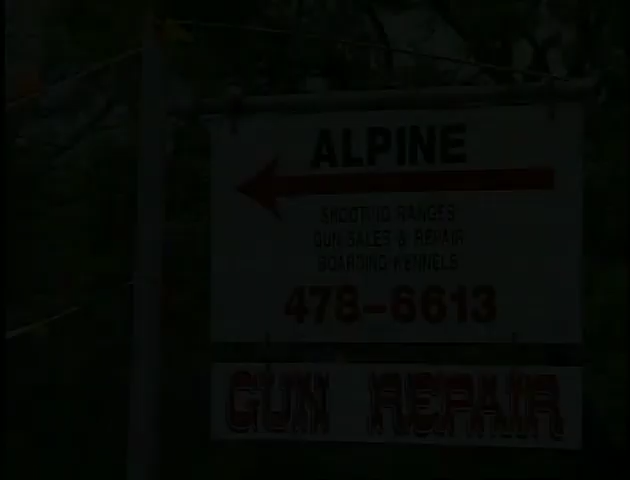 ALPINE
SHOOTING RANGES
GUN SALES & REPAIR
BOARDING KENNELS
478-6613
GUN REPAIR